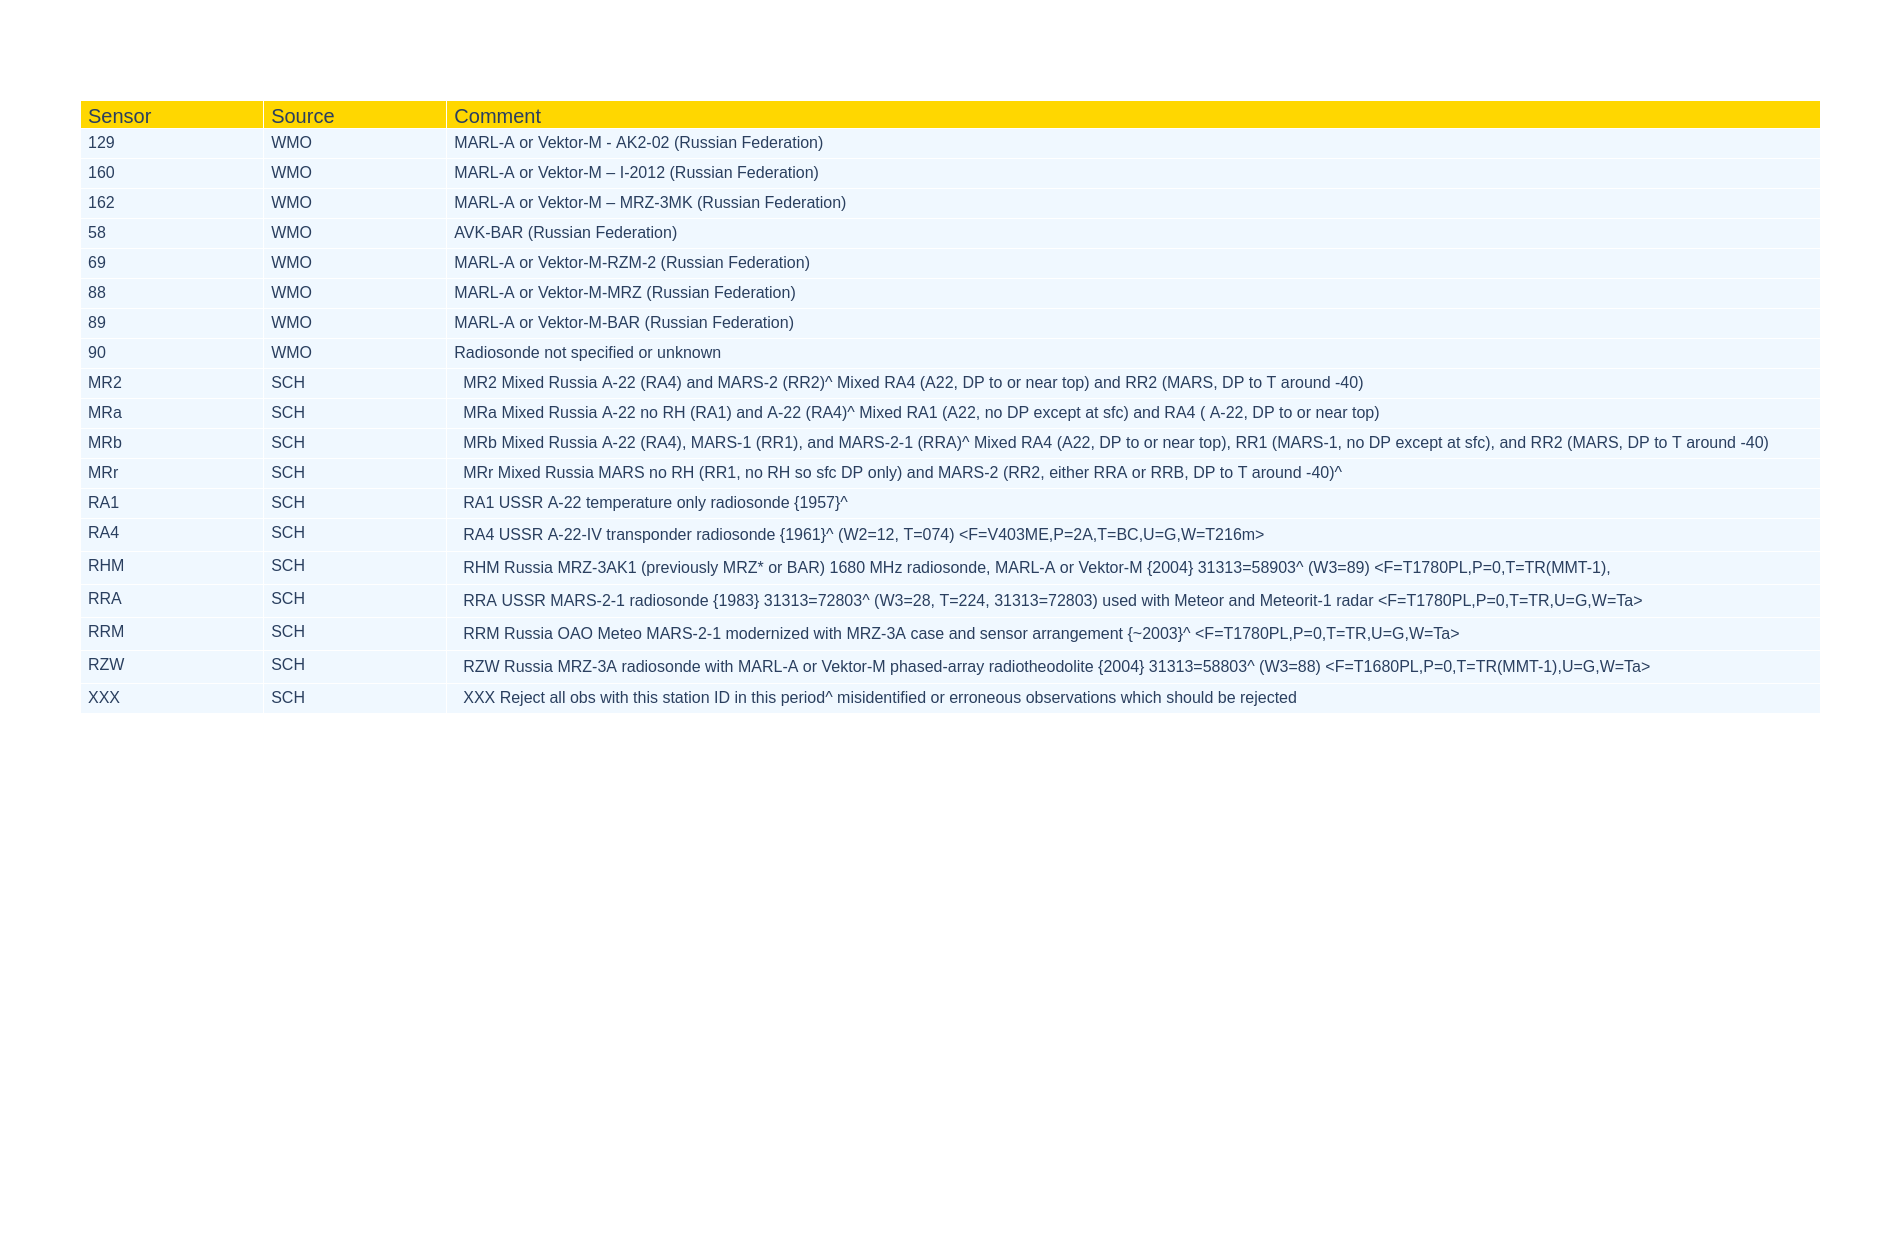 Sensor Source Comment
129 WMO MARL-A or Vektor-M - AK2-02 (Russian Federation)
160 WMO MARL-A or Vektor-M – I-2012 (Russian Federation)
162 WMO MARL-A or Vektor-M – MRZ-3MK (Russian Federation)
58 WMO AVK-BAR (Russian Federation)
69 WMO MARL-A or Vektor-M-RZM-2 (Russian Federation)
88 WMO MARL-A or Vektor-M-MRZ (Russian Federation)
89 WMO MARL-A or Vektor-M-BAR (Russian Federation)
90 WMO Radiosonde not specified or unknown
MR2 SCH MR2 Mixed Russia A-22 (RA4) and MARS-2 (RR2)^ Mixed RA4 (A22, DP to or near top) and RR2 (MARS, DP to T around -40)
MRa SCH MRa Mixed Russia A-22 no RH (RA1) and A-22 (RA4)^ Mixed RA1 (A22, no DP except at sfc) and RA4 ( A-22, DP to or near top)
MRb SCH MRb Mixed Russia A-22 (RA4), MARS-1 (RR1), and MARS-2-1 (RRA)^ Mixed RA4 (A22, DP to or near top), RR1 (MARS-1, no DP except at sfc), and RR2 (MARS, DP to T around -40)
MRr SCH MRr Mixed Russia MARS no RH (RR1, no RH so sfc DP only) and MARS-2 (RR2, either RRA or RRB, DP to T around -40)^
RA1 SCH RA1 USSR A-22 temperature only radiosonde {1957}^
RA4 SCH RA4 USSR A-22-IV transponder radiosonde {1961}^ (W2=12, T=074) <F=V403ME,P=2A,T=BC,U=G,W=T216m>
RHM SCH RHM Russia MRZ-3AK1 (previously MRZ* or BAR) 1680 MHz radiosonde, MARL-A or Vektor-M {2004} 31313=58903^ (W3=89) <F=T1780PL,P=0,T=TR(MMT-1),
RRA SCH RRA USSR MARS-2-1 radiosonde {1983} 31313=72803^ (W3=28, T=224, 31313=72803) used with Meteor and Meteorit-1 radar <F=T1780PL,P=0,T=TR,U=G,W=Ta>
RRM SCH RRM Russia OAO Meteo MARS-2-1 modernized with MRZ-3A case and sensor arrangement {~2003}^ <F=T1780PL,P=0,T=TR,U=G,W=Ta>
RZW SCH RZW Russia MRZ-3A radiosonde with MARL-A or Vektor-M phased-array radiotheodolite {2004} 31313=58803^ (W3=88) <F=T1680PL,P=0,T=TR(MMT-1),U=G,W=Ta>
XXX SCH XXX Reject all obs with this station ID in this period^ misidentified or erroneous observations which should be rejected